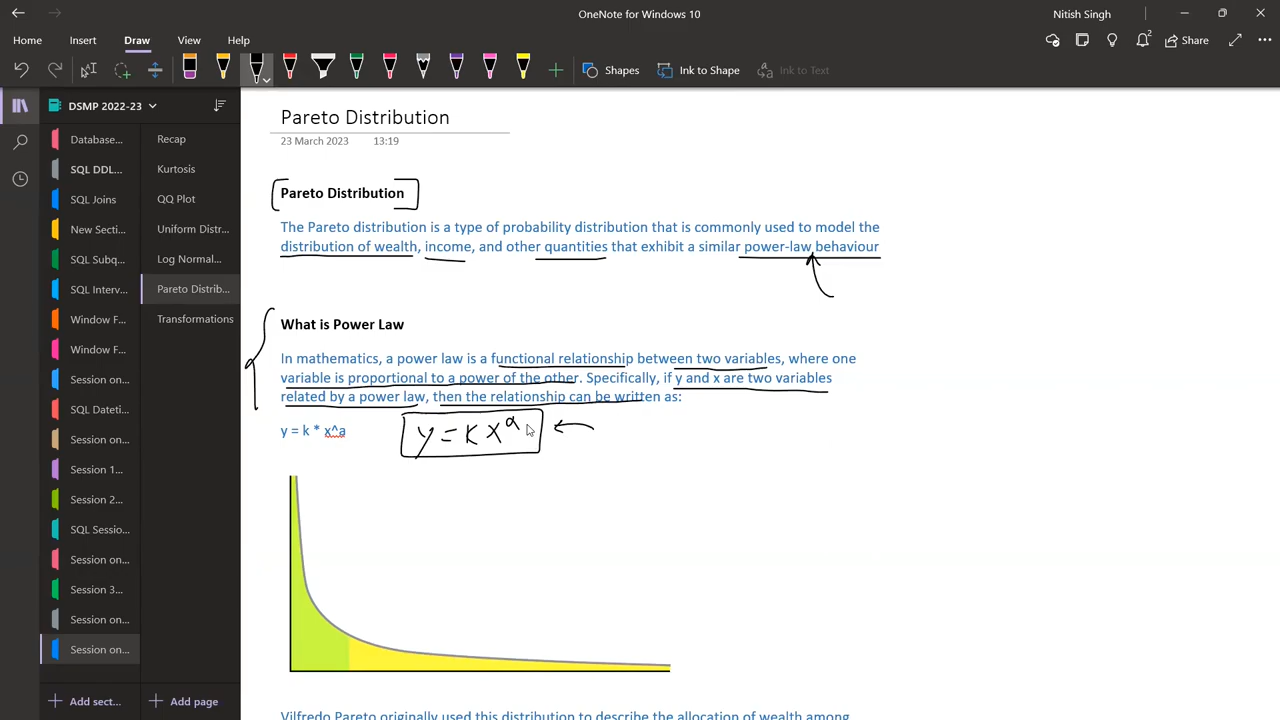 OneNote for Windows 10
Nitish Singh
Home
Insert
Draw
View
Help
Share
Shapes
Ink to Shape
Ink to Text
DSMP 2022-23
Database...
SQL DDL...
SQL Joins
New Secti...
SQL Subq...
SQL Interv...
Window F...
Window F...
Session on...
SQL Dateti...
Session on...
Session 1...
Session 2...
SQL Sessio...
Session on...
Session 3...
Session on...
Session on...
Add sect...
Recap
Kurtosis
QQ Plot
Uniform Distr...
Log Normal...
Pareto Distrib...
Transformations
Add page
Pareto Distribution
23 March 2023 13:19
Pareto Distribution
The Pareto distribution is a type of probability distribution that is commonly used to model the
distribution of wealth, income, and other quantities that exhibit a similar power-law behaviour
What is Power Law
In mathematics, a power law is a functional relationship between two variables, where one
variable is proportional to a power of the other. Specifically, if y and x are two variables
related by a power law, then the relationship can be written as:
y = k * x^a
y = k x^a
Vilfredo Pareto originally used this distribution to describe the allocation of wealth among